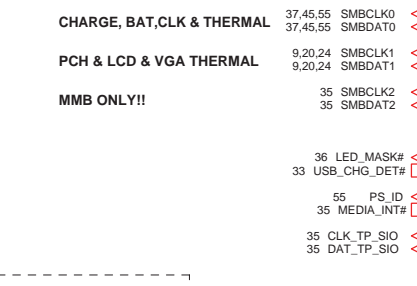 CHARGE, BAT,CLK & THERMAL 37,45,55 SMBCLK0
37,45,55 SMBDAT0
PCH & LCD & VGA THERMAL 9,20,24 SMBCLK1
9,20,24 SMBDAT1
MMB ONLY!! 35 SMBCLK2
35 SMBDAT2
36 LED_MASK#
33 USB_CHG_DET#
55 PS_ID
35 MEDIA_INT#
35 CLK_TP_SIO
35 DAT_TP_SIO